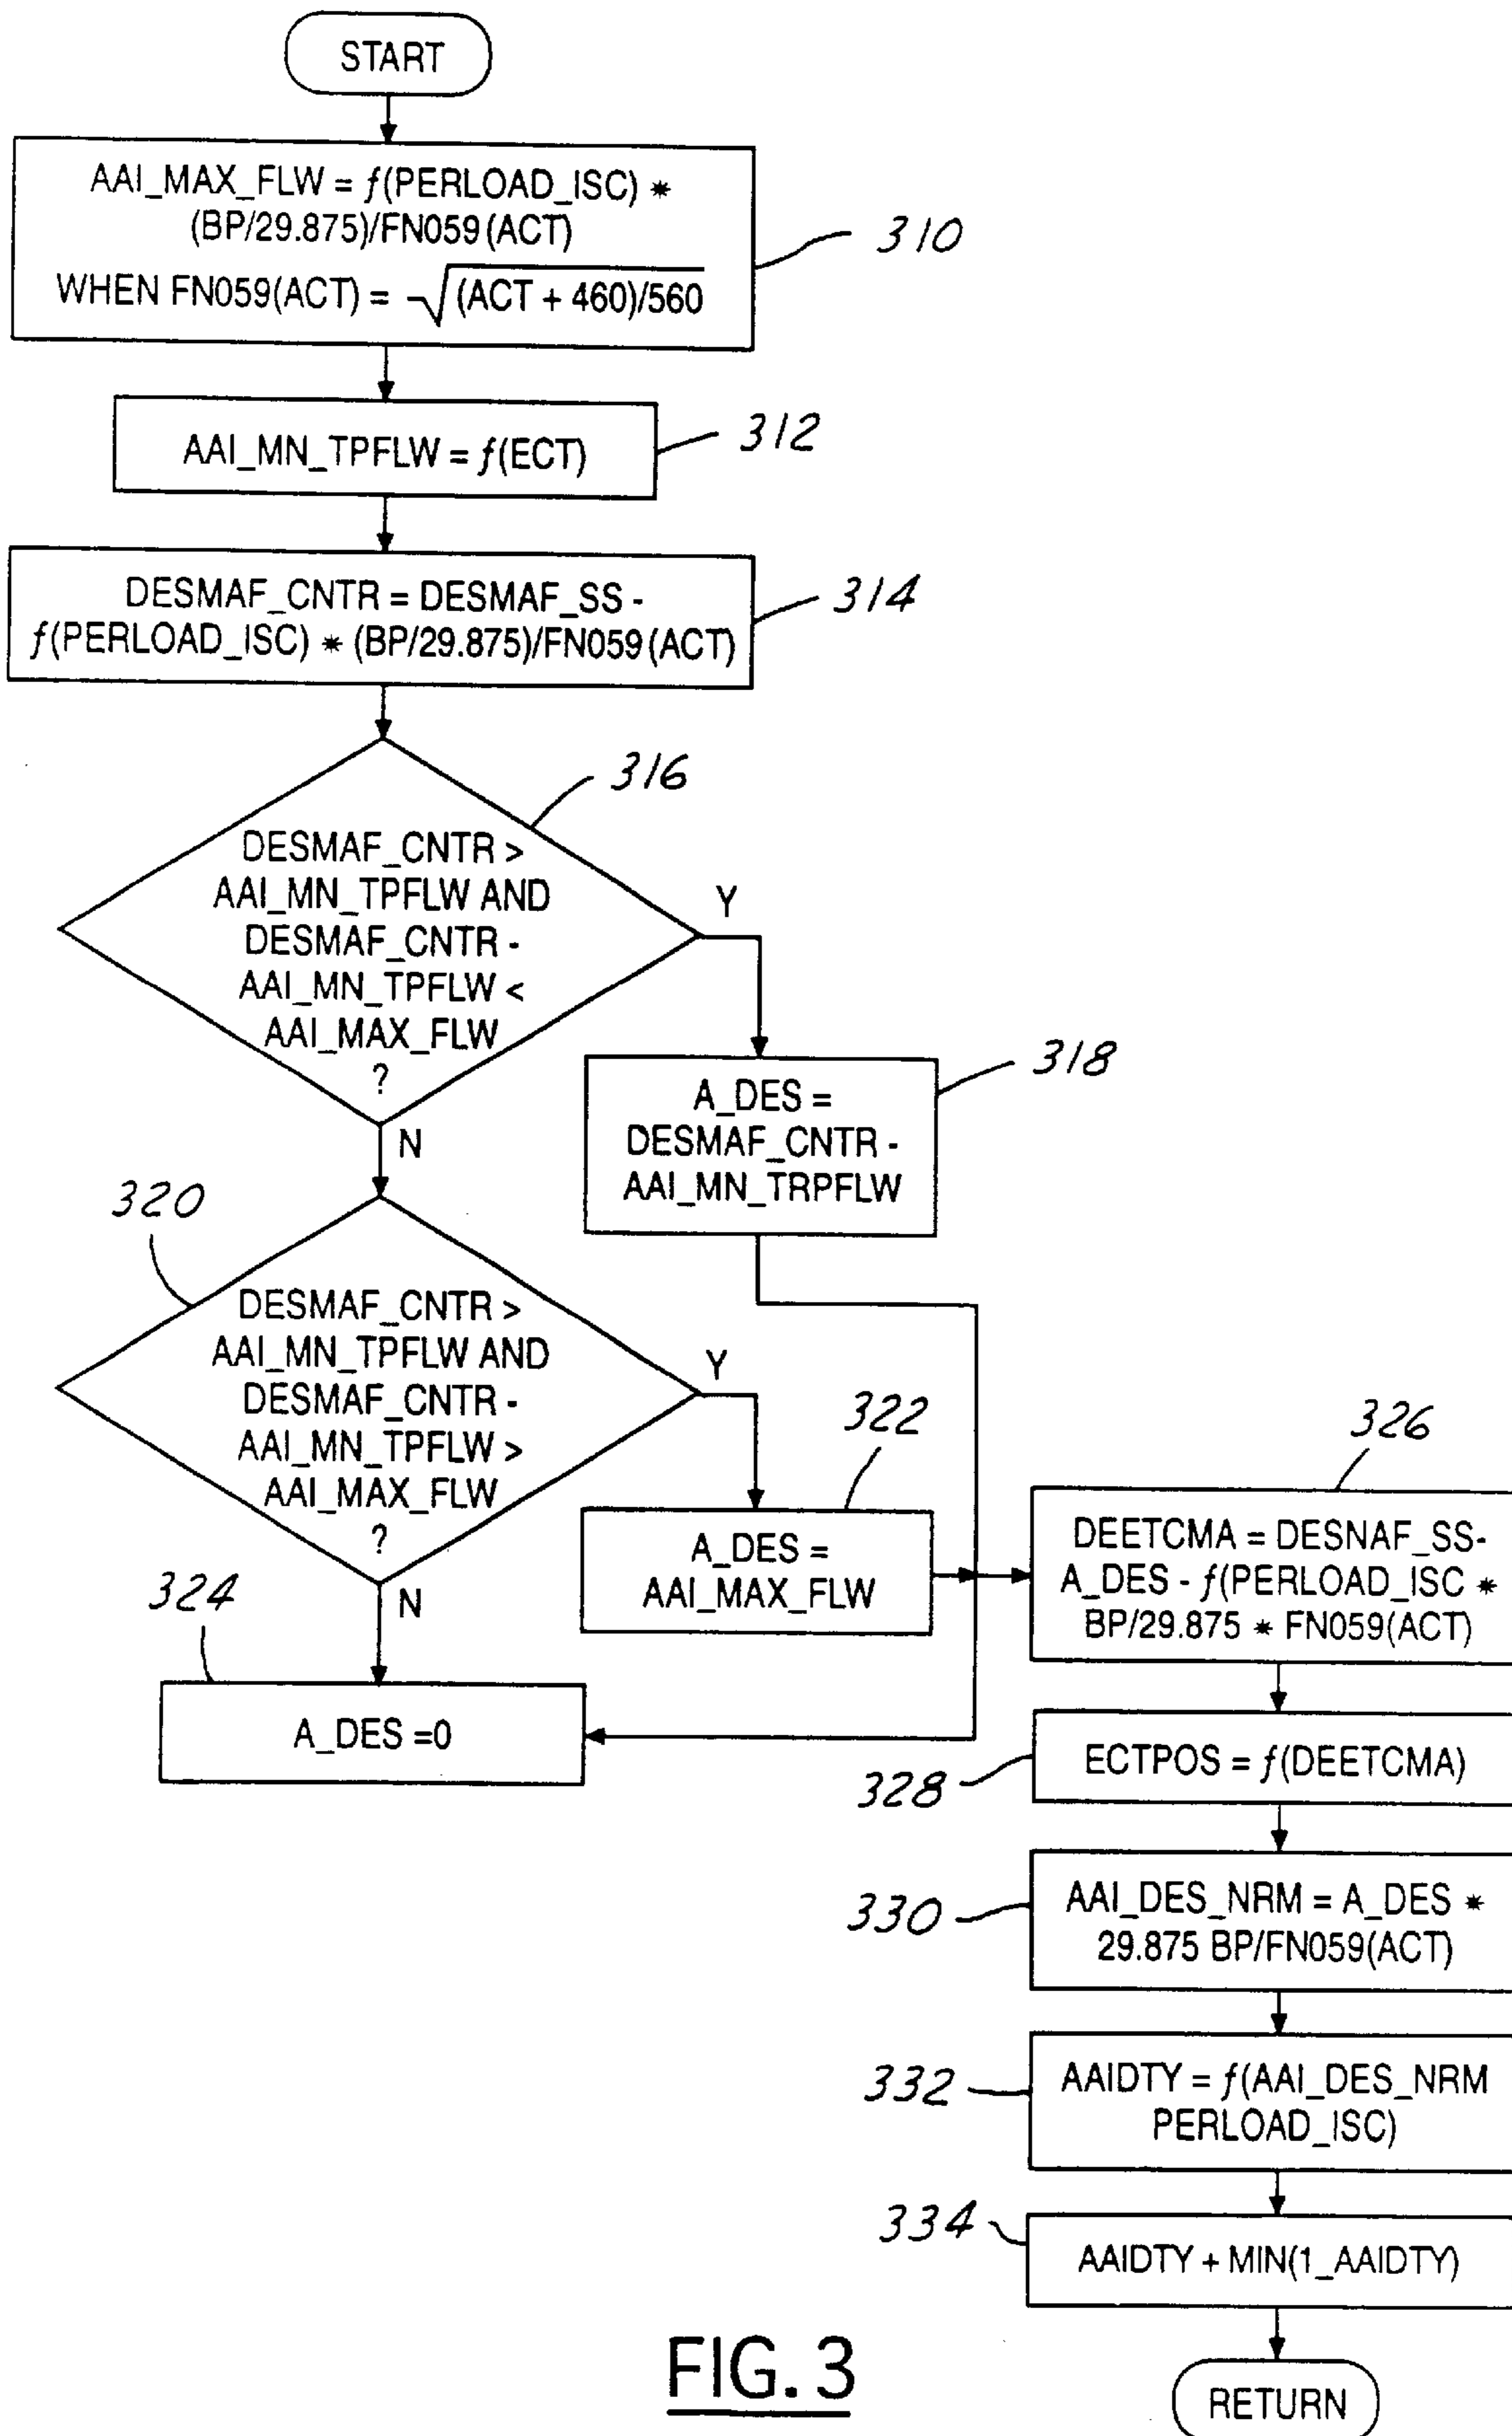 START
AAI_MAX_FLW = f(PERLOAD_ISC) *
(BP/29.875)/FN059(ACT)
WHEN FN059(ACT) = √(ACT + 460)/560
310
AAI_MN_TPFLW = f(ECT)
312
DESMAF_CNTR = DESMAF_SS -
f(PERLOAD_ISC) * (BP/29.875)/FN059(ACT)
314
316
DESMAF_CNTR >
AAI_MN_TPFLW AND
DESMAF_CNTR -
AAI_MN_TPFLW <
AAI_MAX_FLW
?
Y
N
318
A_DES =
DESMAF_CNTR -
AAI_MN_TRPFLW
320
DESMAF_CNTR >
AAI_MN_TPFLW AND
DESMAF_CNTR -
AAI_MN_TPFLW >
AAI_MAX_FLW
?
Y
N
322
A_DES =
AAI_MAX_FLW
324
A_DES =0
326
DEETCMA = DESNAF_SS-
A_DES - f(PERLOAD_ISC *
BP/29.875 * FN059(ACT)
328
ECTPOS = f(DEETCMA)
330
AAI_DES_NRM = A_DES *
29.875 BP/FN059(ACT)
332
AAIDTY = f(AAI_DES_NRM
PERLOAD_ISC)
334
AAIDTY + MIN(1_AAIDTY)
RETURN
FIG. 3